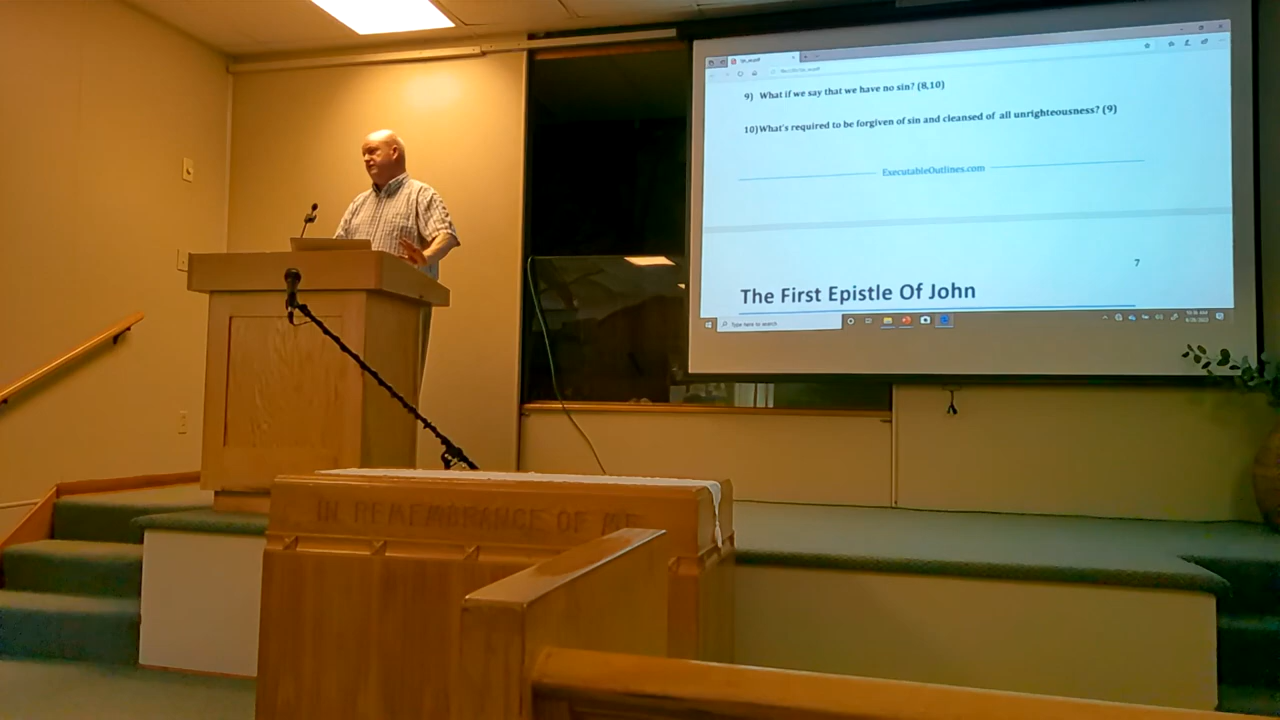 9) What if we say that we have no sin? (8,10)
10)What's required to be forgiven of sin and cleansed of all unrighteousness? (9)
ExecutableOutlines.com
7
The First Epistle Of John
Type here to search
IN REMEMBRANCE OF ME